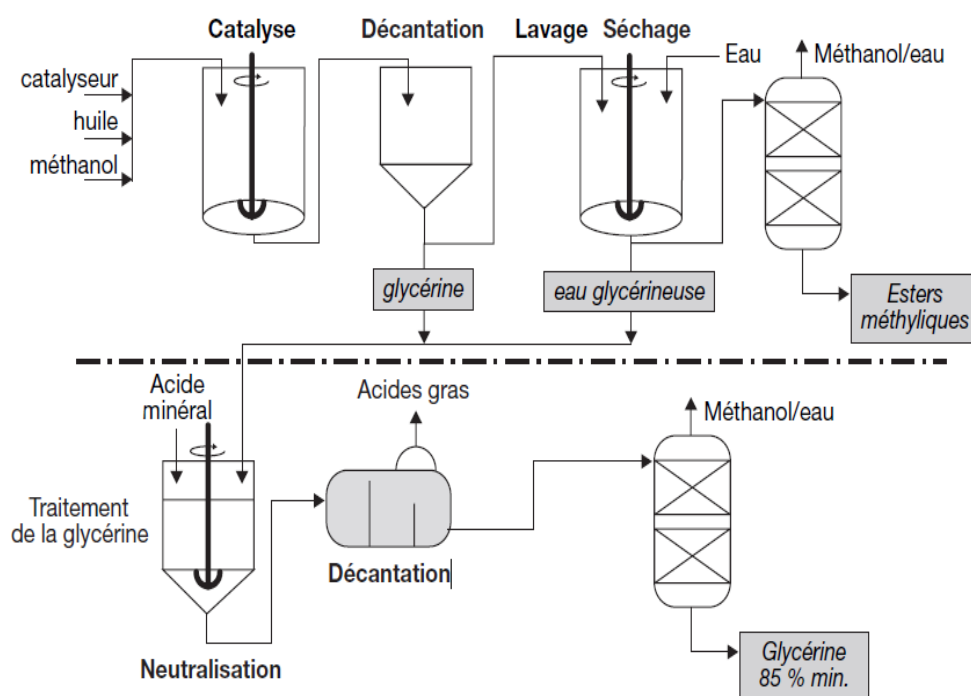 Catalyse
Décantation
Lavage
Séchage
catalyseur
huile
méthanol
Eau
Méthanol/eau
glycérine
eau glycérineuse
Esters
méthyliques
Acide
minéral
Acides gras
Méthanol/eau
Traitement
de la glycérine
Décantation
Neutralisation
Glycérine
85 % min.